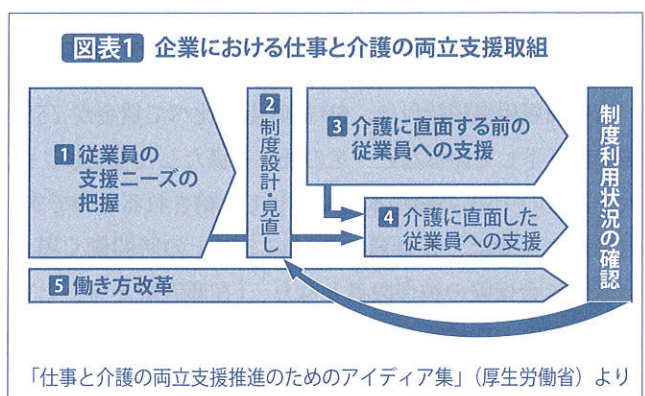 図表1 企業における仕事と介護の両立支援取組
1 従業員の
支援ニーズの
把握
2 制度設計・見直し
3 介護に直面する前の
従業員への支援
4 介護に直面した
従業員への支援
5 働き方改革
制度利用状況の確認
「仕事と介護の両立支援推進のためのアイディア集」（厚生労働省）より